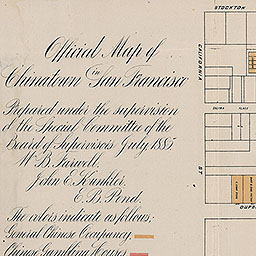 Official Map of
Chinatown in San Francisco
Prepared under the supervision
of the Special Committee of the
Board of Supervisors July 1885
W. B. Farwell.
John E. Kunkler.
E. B. Pond.
The colors indicate as follows:
General Chinese Occupancy.
Chinese Gambling Houses
STOCKTON
CALIFORNIA
PLACE
ST
DUPO